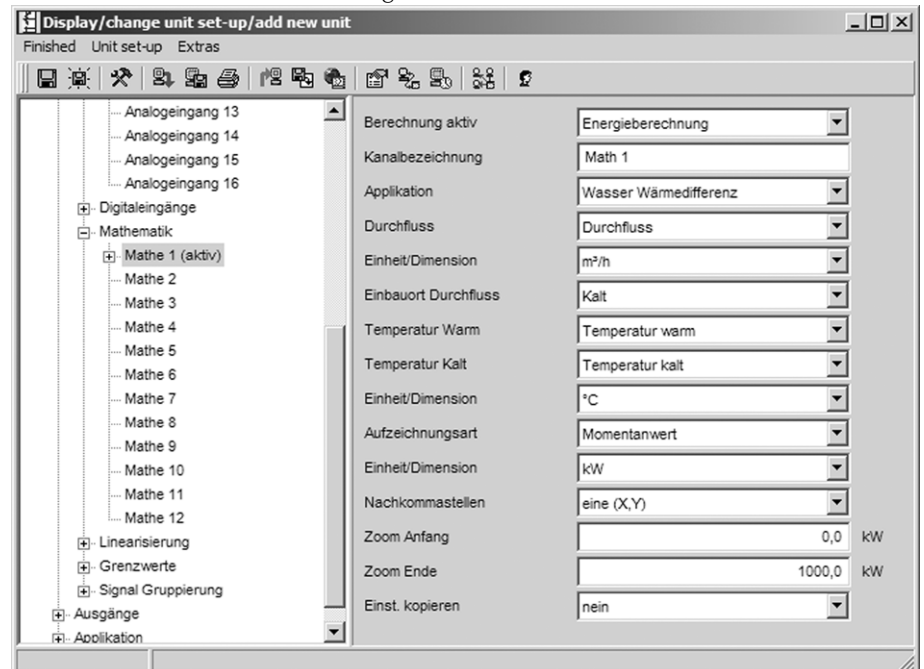 Display/change unit set-up/add new unit
Finished Unit set-up Extras
Analogeingang 13
Analogeingang 14
Analogeingang 15
Analogeingang 16
Digitaleingänge
Mathematik
Mathe 1 (aktiv)
Mathe 2
Mathe 3
Mathe 4
Mathe 5
Mathe 6
Mathe 7
Mathe 8
Mathe 9
Mathe 10
Mathe 11
Mathe 12
Linearisierung
Grenzwerte
Signal Gruppierung
Ausgänge
Applikation
Berechnung aktiv Energieberechnung
Kanalbezeichnung Math 1
Applikation Wasser Wärmedifferenz
Durchfluss Durchfluss
Einheit/Dimension m³/h
Einbauort Durchfluss Kalt
Temperatur Warm Temperatur warm
Temperatur Kalt Temperatur kalt
Einheit/Dimension °C
Aufzeichnungsart Momentanwert
Einheit/Dimension kW
Nachkommastellen eine (X,Y)
Zoom Anfang 0,0 kW
Zoom Ende 1000,0 kW
Einst. kopieren nein